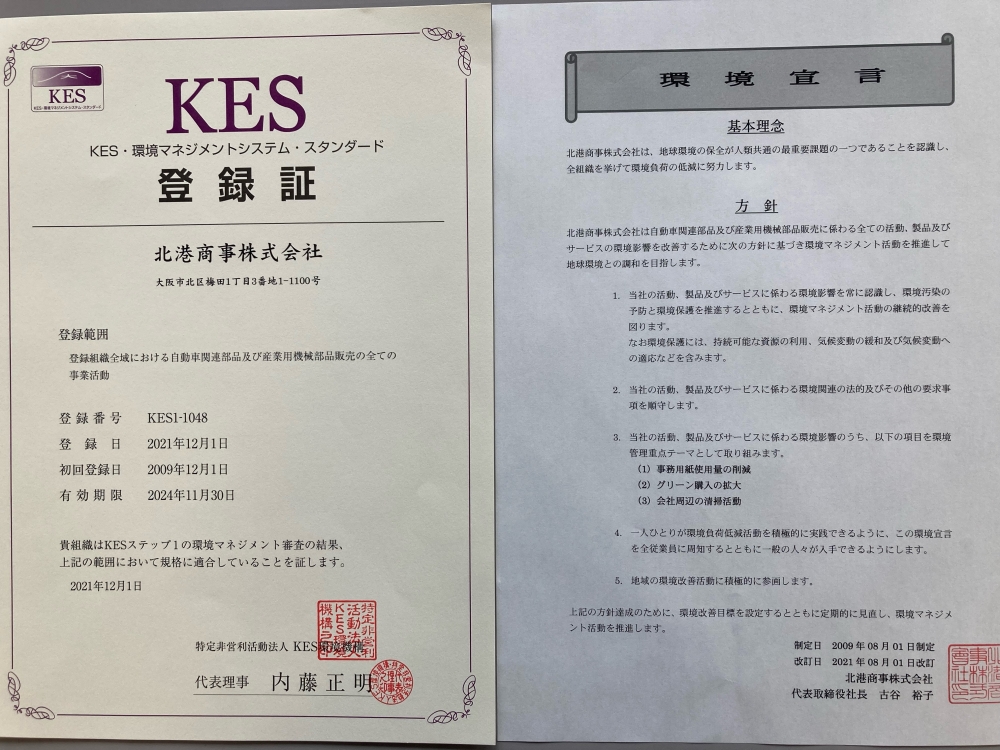 KES
KES・環境マネジメントシステム・スタンダード
KES
KES・環境マネジメントシステム・スタンダード
登録証
北港商事株式会社
大阪市北区梅田1丁目3番地1-1100号
登録範囲
登録組織全域における自動車関連部品及び産業用機械部品販売の全ての
事業活動
登録番号 KES1-1048
登録日 2021年12月1日
初回登録日 2009年12月1日
有効期限 2024年11月30日
貴組織はKESステップ1の環境マネジメント審査の結果、
上記の範囲において規格に適合していることを証します。
2021年12月1日
特定非営利活動法人 KES環境機構
代表理事 内藤正明
環境宣言
基本理念
北港商事株式会社は、地球環境の保全が人類共通の最重要課題の一つであることを認識し、
全組織を挙げて環境負荷の低減に努力します。
方針
北港商事株式会社は自動車関連部品及び産業用機械部品販売に係わる全ての活動、製品及び
サービスの環境影響を改善するために次の方針に基づき環境マネジメント活動を推進して
地球環境との調和を目指します。
1. 当社の活動、製品及びサービスに係わる環境影響を常に認識し、環境汚染の
予防と環境保護を推進するとともに、環境マネジメント活動の継続的改善を
図ります。
なお環境保護には、持続可能な資源の利用、気候変動の緩和及び気候変動へ
の適応などを含みます。
2. 当社の活動、製品及びサービスに係わる環境関連の法的及びその他の要求事
項を順守します。
3. 当社の活動、製品及びサービスに係わる環境影響のうち、以下の項目を環境
管理重点テーマとして取り組みます。
(1) 事務用紙使用量の削減
(2) グリーン購入の拡大
(3) 会社周辺の清掃活動
4. 一人ひとりが環境負荷低減活動を積極的に実践できるように、この環境宣言
を全従業員に周知するとともに一般の人々が入手できるようにします。
5. 地域の環境改善活動に積極的に参画します。
上記の方針達成のために、環境改善目標を設定するとともに定期的に見直し、環境マネジメ
ント活動を推進します。
制定日 2009年08月01日制定
改訂日 2021年08月01日改訂
北港商事株式会社
代表取締役社長 古谷 裕子